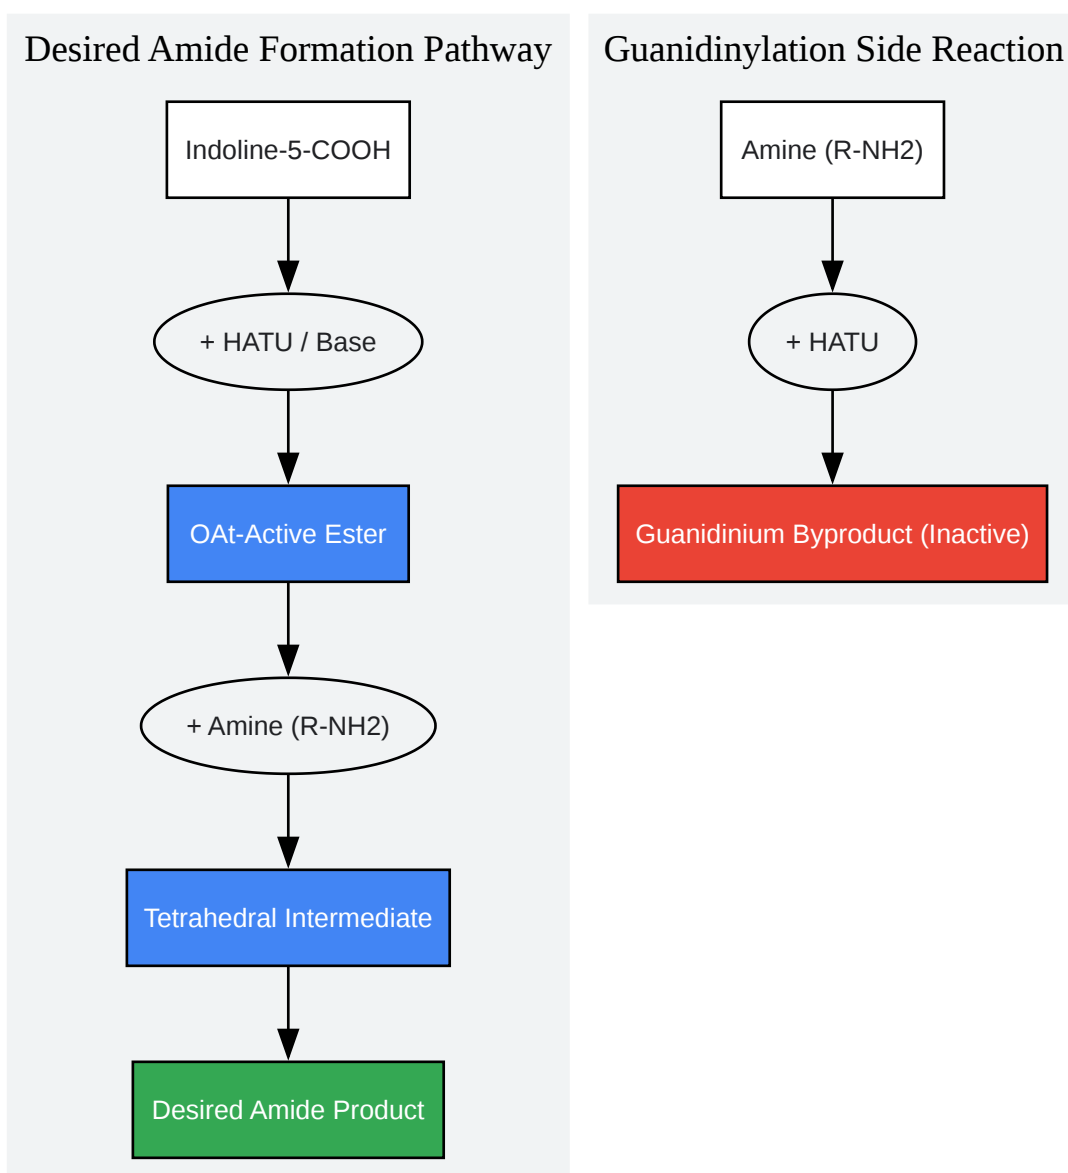 Desired Amide Formation Pathway
Indoline-5-COOH
+ HATU / Base
OAt-Active Ester
+ Amine (R-NH2)
Tetrahedral Intermediate
Desired Amide Product
Guanidinylation Side Reaction
Amine (R-NH2)
+ HATU
Guanidinium Byproduct (Inactive)